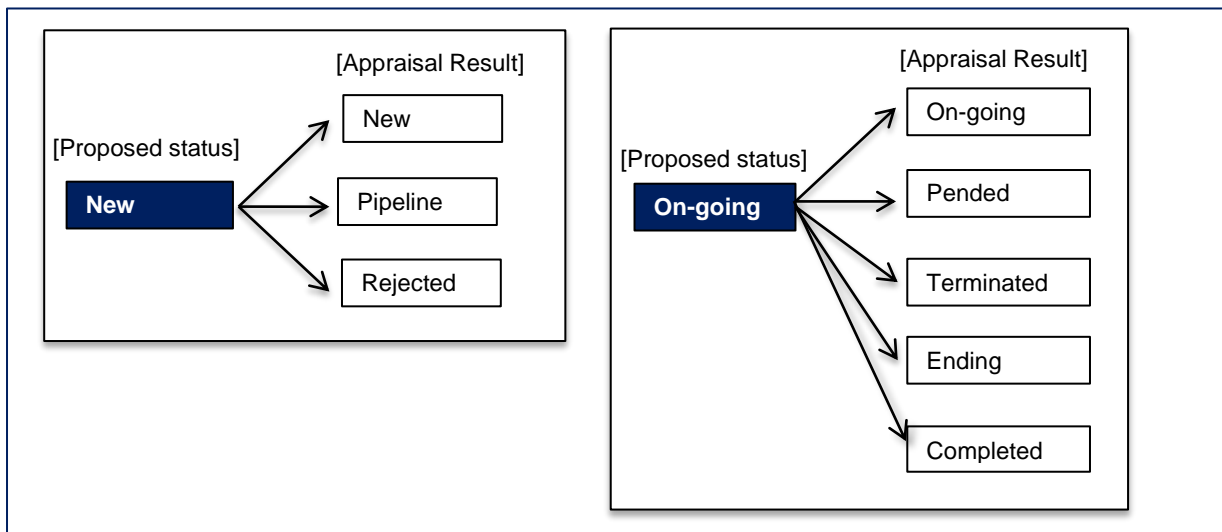 [Appraisal Result]
New
[Proposed status]
New
Pipeline
Rejected
[Appraisal Result]
On-going
[Proposed status]
On-going
Pended
Terminated
Ending
Completed